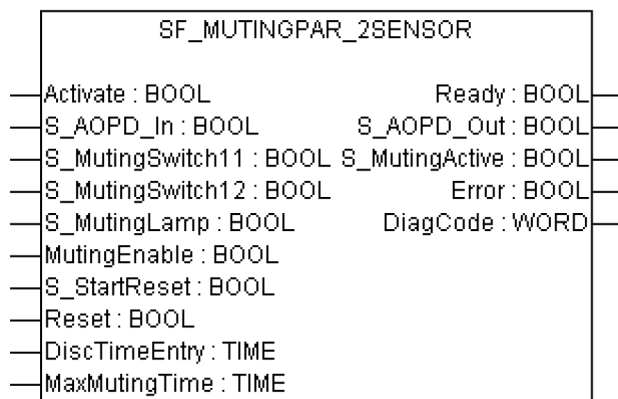 SF_MUTINGPAR_2SENSOR
Activate : BOOL Ready : BOOL
S_AOPD_In : BOOL S_AOPD_Out : BOOL
S_MutingSwitch11 : BOOL S_MutingActive : BOOL
S_MutingSwitch12 : BOOL Error : BOOL
S_MutingLamp : BOOL DiagCode : WORD
MutingEnable : BOOL
S_StartReset : BOOL
Reset : BOOL
DiscTimeEntry : TIME
MaxMutingTime : TIME